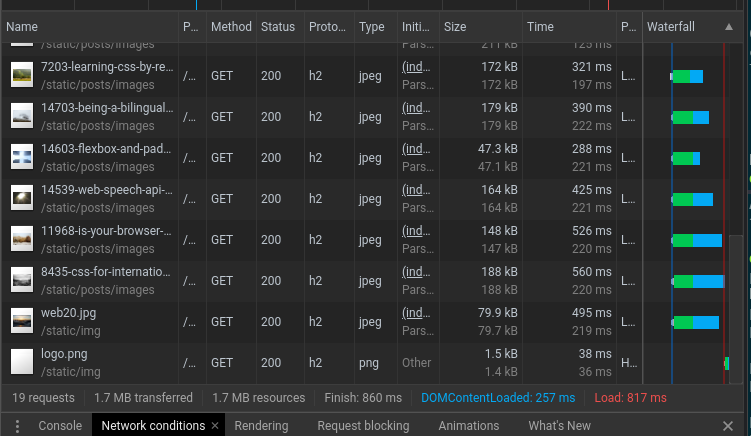 Name P... Method Status Proto... Type Initi... Size Time P... Waterfall
/static/posts/images Pars... 211 kB 125 ms
7203-learning-css-by-re... /... GET 200 h2 jpeg (ind... 172 kB 321 ms L...
/static/posts/images Pars... 172 kB 197 ms
14703-being-a-bilingual... /... GET 200 h2 jpeg (ind... 179 kB 390 ms L...
/static/posts/images Pars... 179 kB 222 ms
14603-flexbox-and-pad... /... GET 200 h2 jpeg (ind... 47.3 kB 288 ms L...
/static/posts/images Pars... 47.1 kB 221 ms
14539-web-speech-api-... /... GET 200 h2 jpeg (ind... 164 kB 425 ms L...
/static/posts/images Pars... 164 kB 221 ms
11968-is-your-browser-... /... GET 200 h2 jpeg (ind... 148 kB 526 ms L...
/static/posts/images Pars... 147 kB 220 ms
8435-css-for-internatio... /... GET 200 h2 jpeg (ind... 188 kB 560 ms L...
/static/posts/images Pars... 188 kB 220 ms
web20.jpg /... GET 200 h2 jpeg (ind... 79.9 kB 495 ms L...
/static/img Pars... 79.7 kB 219 ms
logo.png /... GET 200 h2 png Other 1.5 kB 38 ms H...
/static/img 1.4 kB 36 ms
19 requests 1.7 MB transferred 1.7 MB resources Finish: 860 ms DOMContentLoaded: 257 ms Load: 817 ms
Console Network conditions × Rendering Request blocking Animations What's New